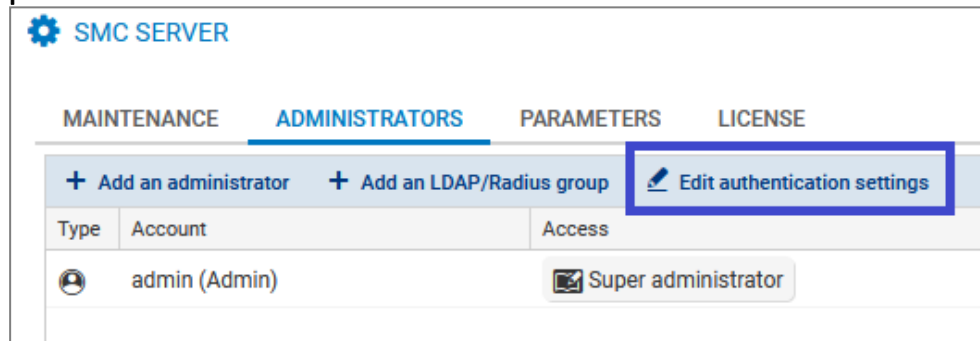 SMC SERVER
MAINTENANCE ADMINISTRATORS PARAMETERS LICENSE
+ Add an administrator + Add an LDAP/Radius group Edit authentication settings
Type Account Access
admin (Admin) Super administrator